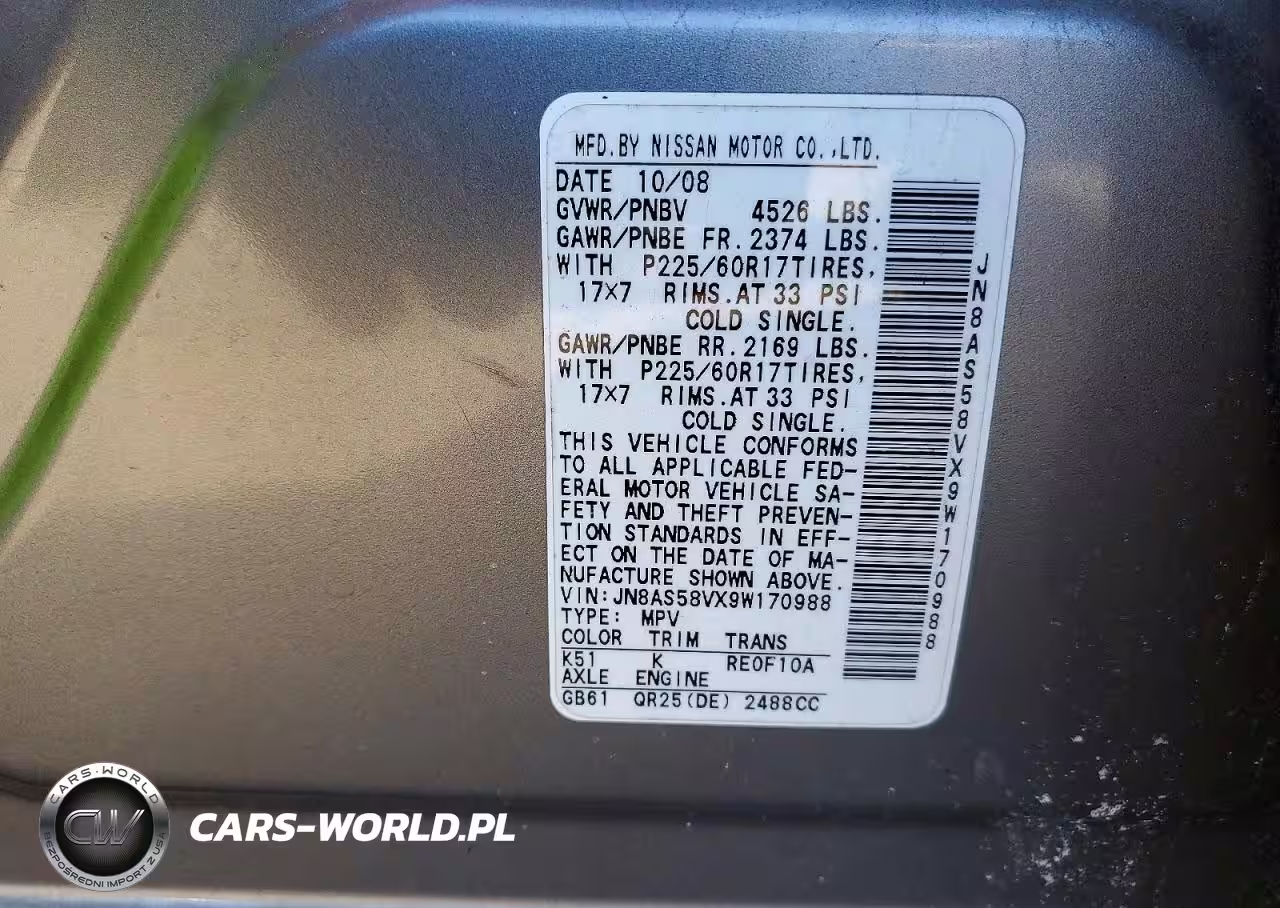 MFD.BY NISSAN MOTOR CO.,LTD.
DATE 10/08
GVWR/PNBV 4526 LBS.
GAWR/PNBE FR.2374 LBS.
WITH P225/60R17TIRES,
17×7 RIMS.AT 33 PSI
COLD SINGLE.
GAWR/PNBE RR.2169 LBS.
WITH P225/60R17TIRES,
17×7 RIMS.AT 33 PSI
COLD SINGLE.
THIS VEHICLE CONFORMS
TO ALL APPLICABLE FED-
ERAL MOTOR VEHICLE SA-
FETY AND THEFT PREVEN-
TION STANDARDS IN EFF-
ECT ON THE DATE OF MA-
NUFACTURE SHOWN ABOVE.
VIN:JN8AS58VX9W170988
TYPE: MPV
COLOR TRIM TRANS
K51 K RE0F10A
AXLE ENGINE
GB61 QR25(DE) 2488CC
JN8AS58VX9W170988
CARS-WORLD
CW
BEZPOŚREDNI IMPORT Z USA
CARS-WORLD.PL